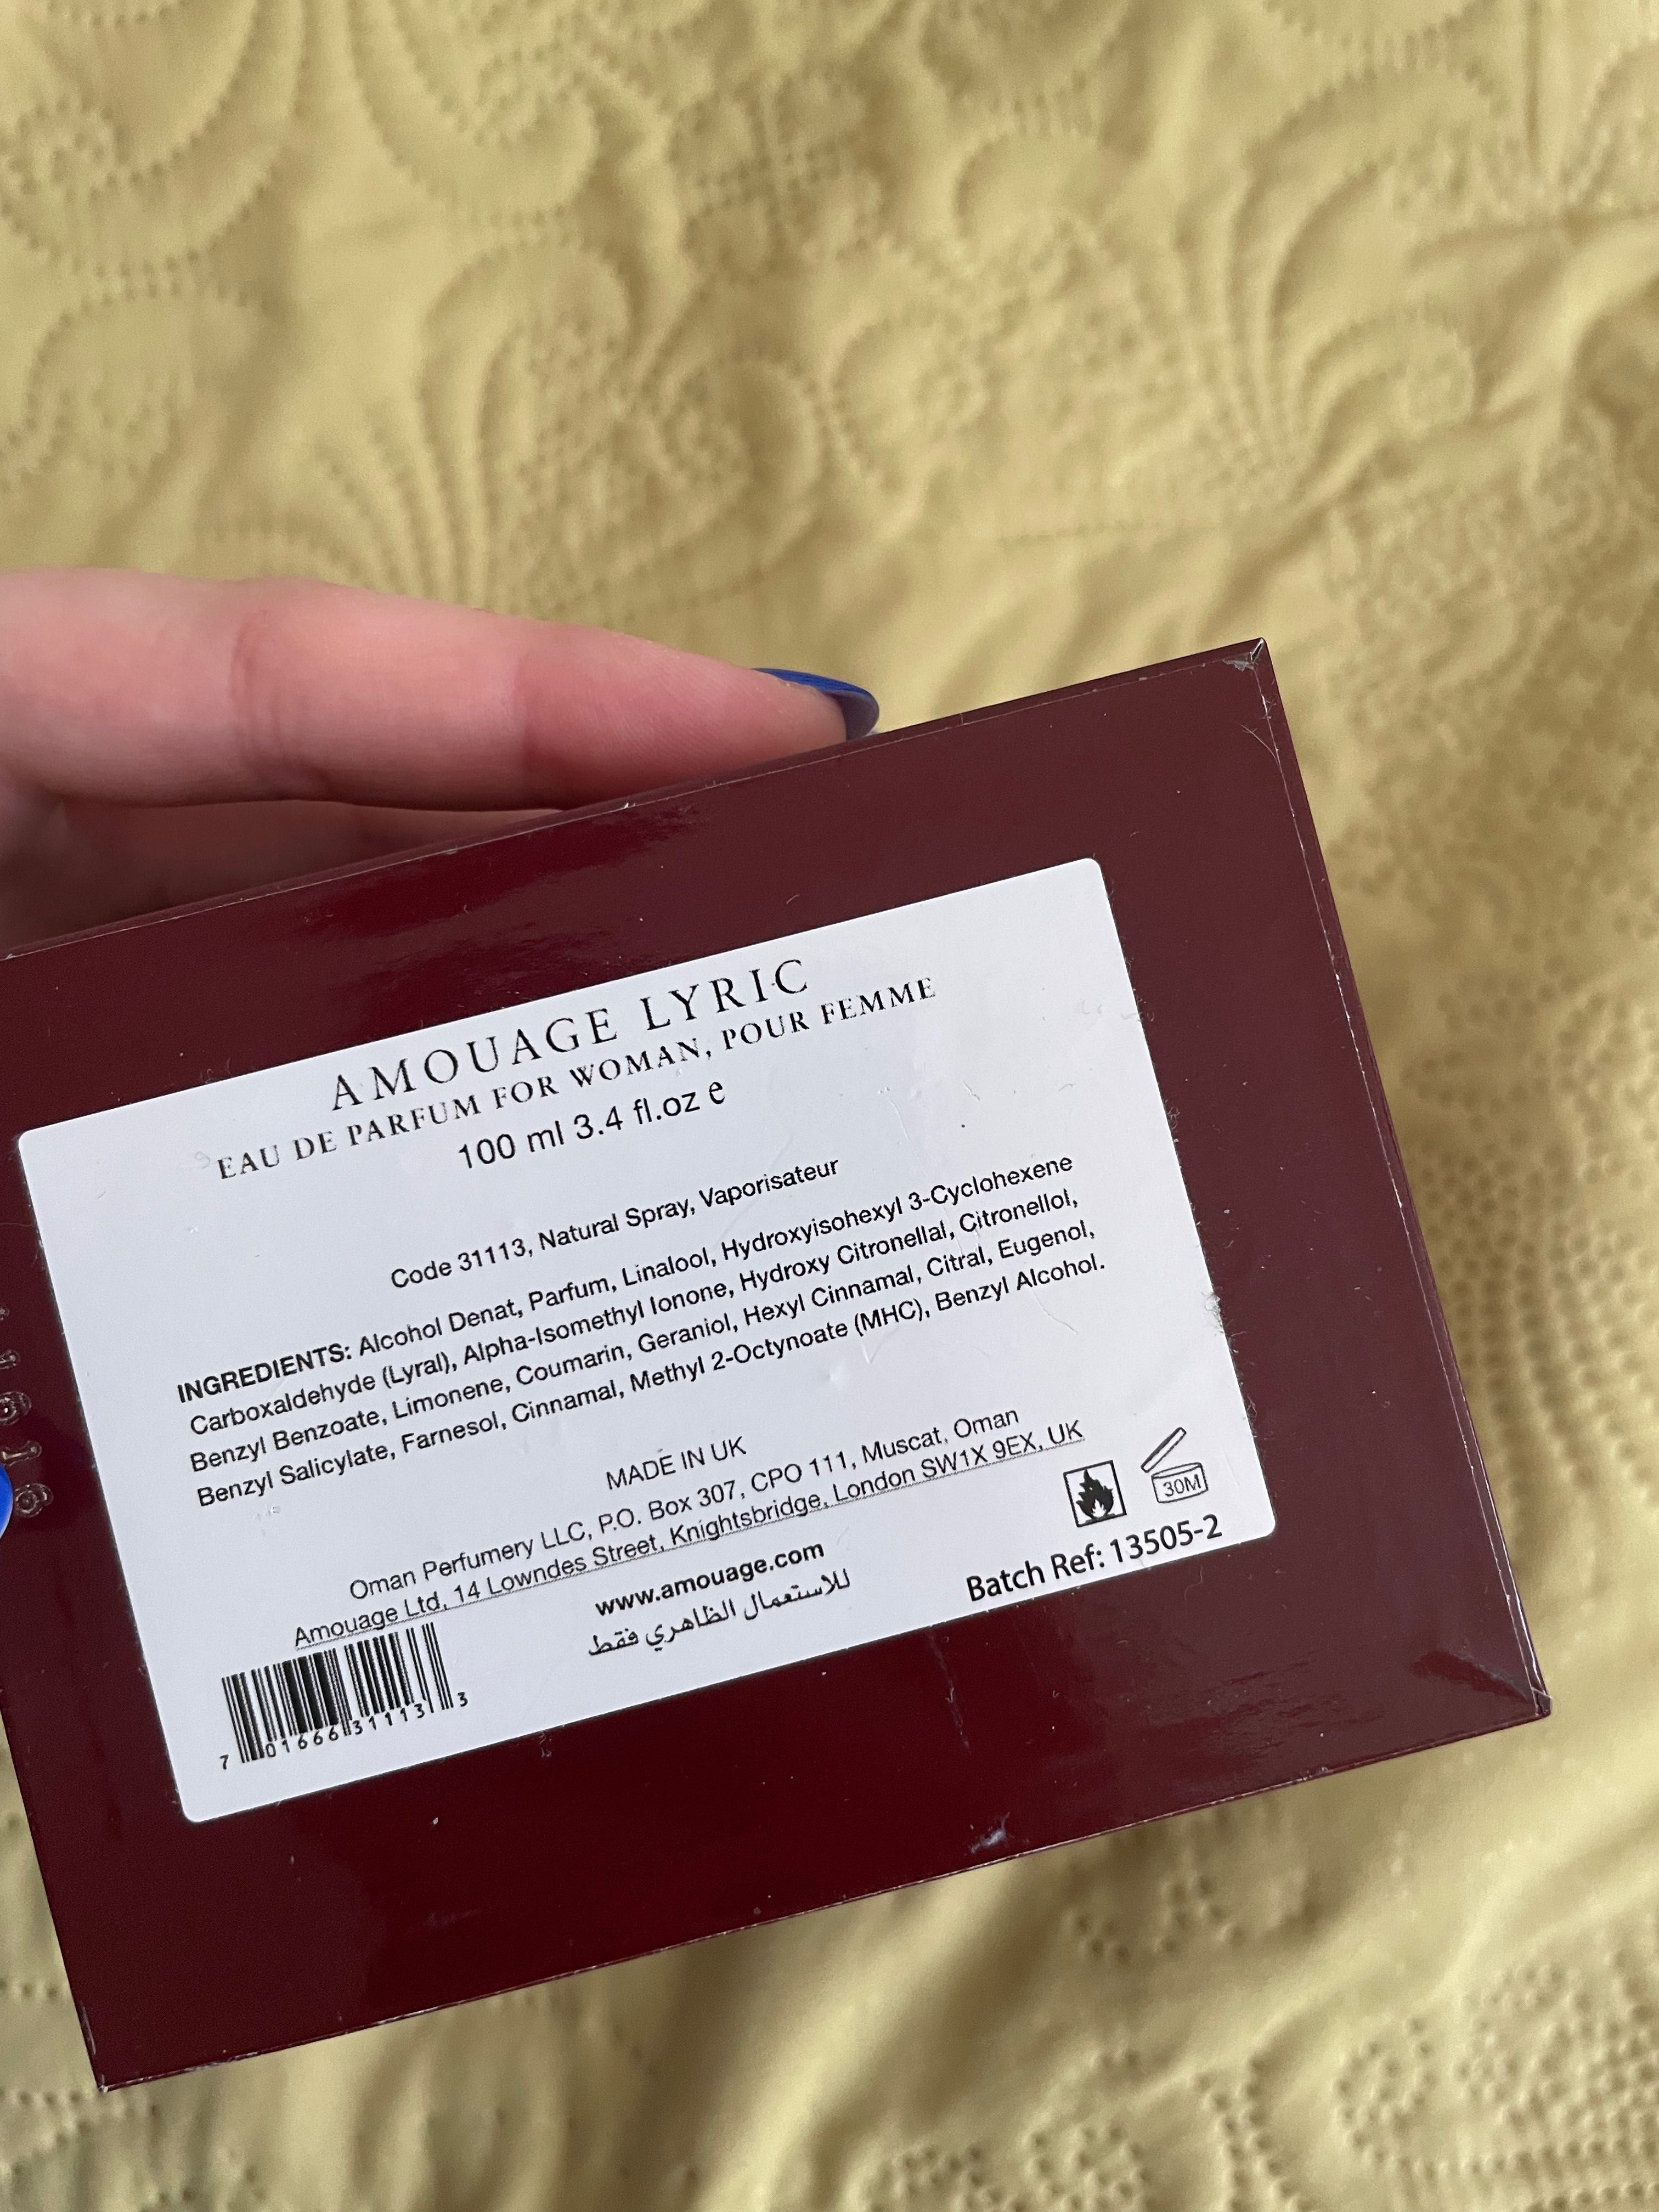 AMOUAGE LYRIC
EAU DE PARFUM FOR WOMAN, POUR FEMME
100 ml 3.4 fl.oz e
Code 31113, Natural Spray, Vaporisateur
INGREDIENTS: Alcohol Denat, Parfum, Linalool, Hydroxyisohexyl 3-Cyclohexene
Carboxaldehyde (Lyral), Alpha-Isomethyl Ionone, Hydroxy Citronellal, Citronellol,
Benzyl Benzoate, Limonene, Coumarin, Geraniol, Hexyl Cinnamal, Citral, Eugenol,
Benzyl Salicylate, Farnesol, Cinnamal, Methyl 2-Octynoate (MHC), Benzyl Alcohol.
MADE IN UK
Oman Perfumery LLC, P.O. Box 307, CPO 111, Muscat, Oman
Amouage Ltd, 14 Lowndes Street, Knightsbridge, London SW1X 9EX, UK
www.amouage.com
للاستعمال الظاهري فقط
30M
Batch Ref: 13505-2
7 01666 31113 3